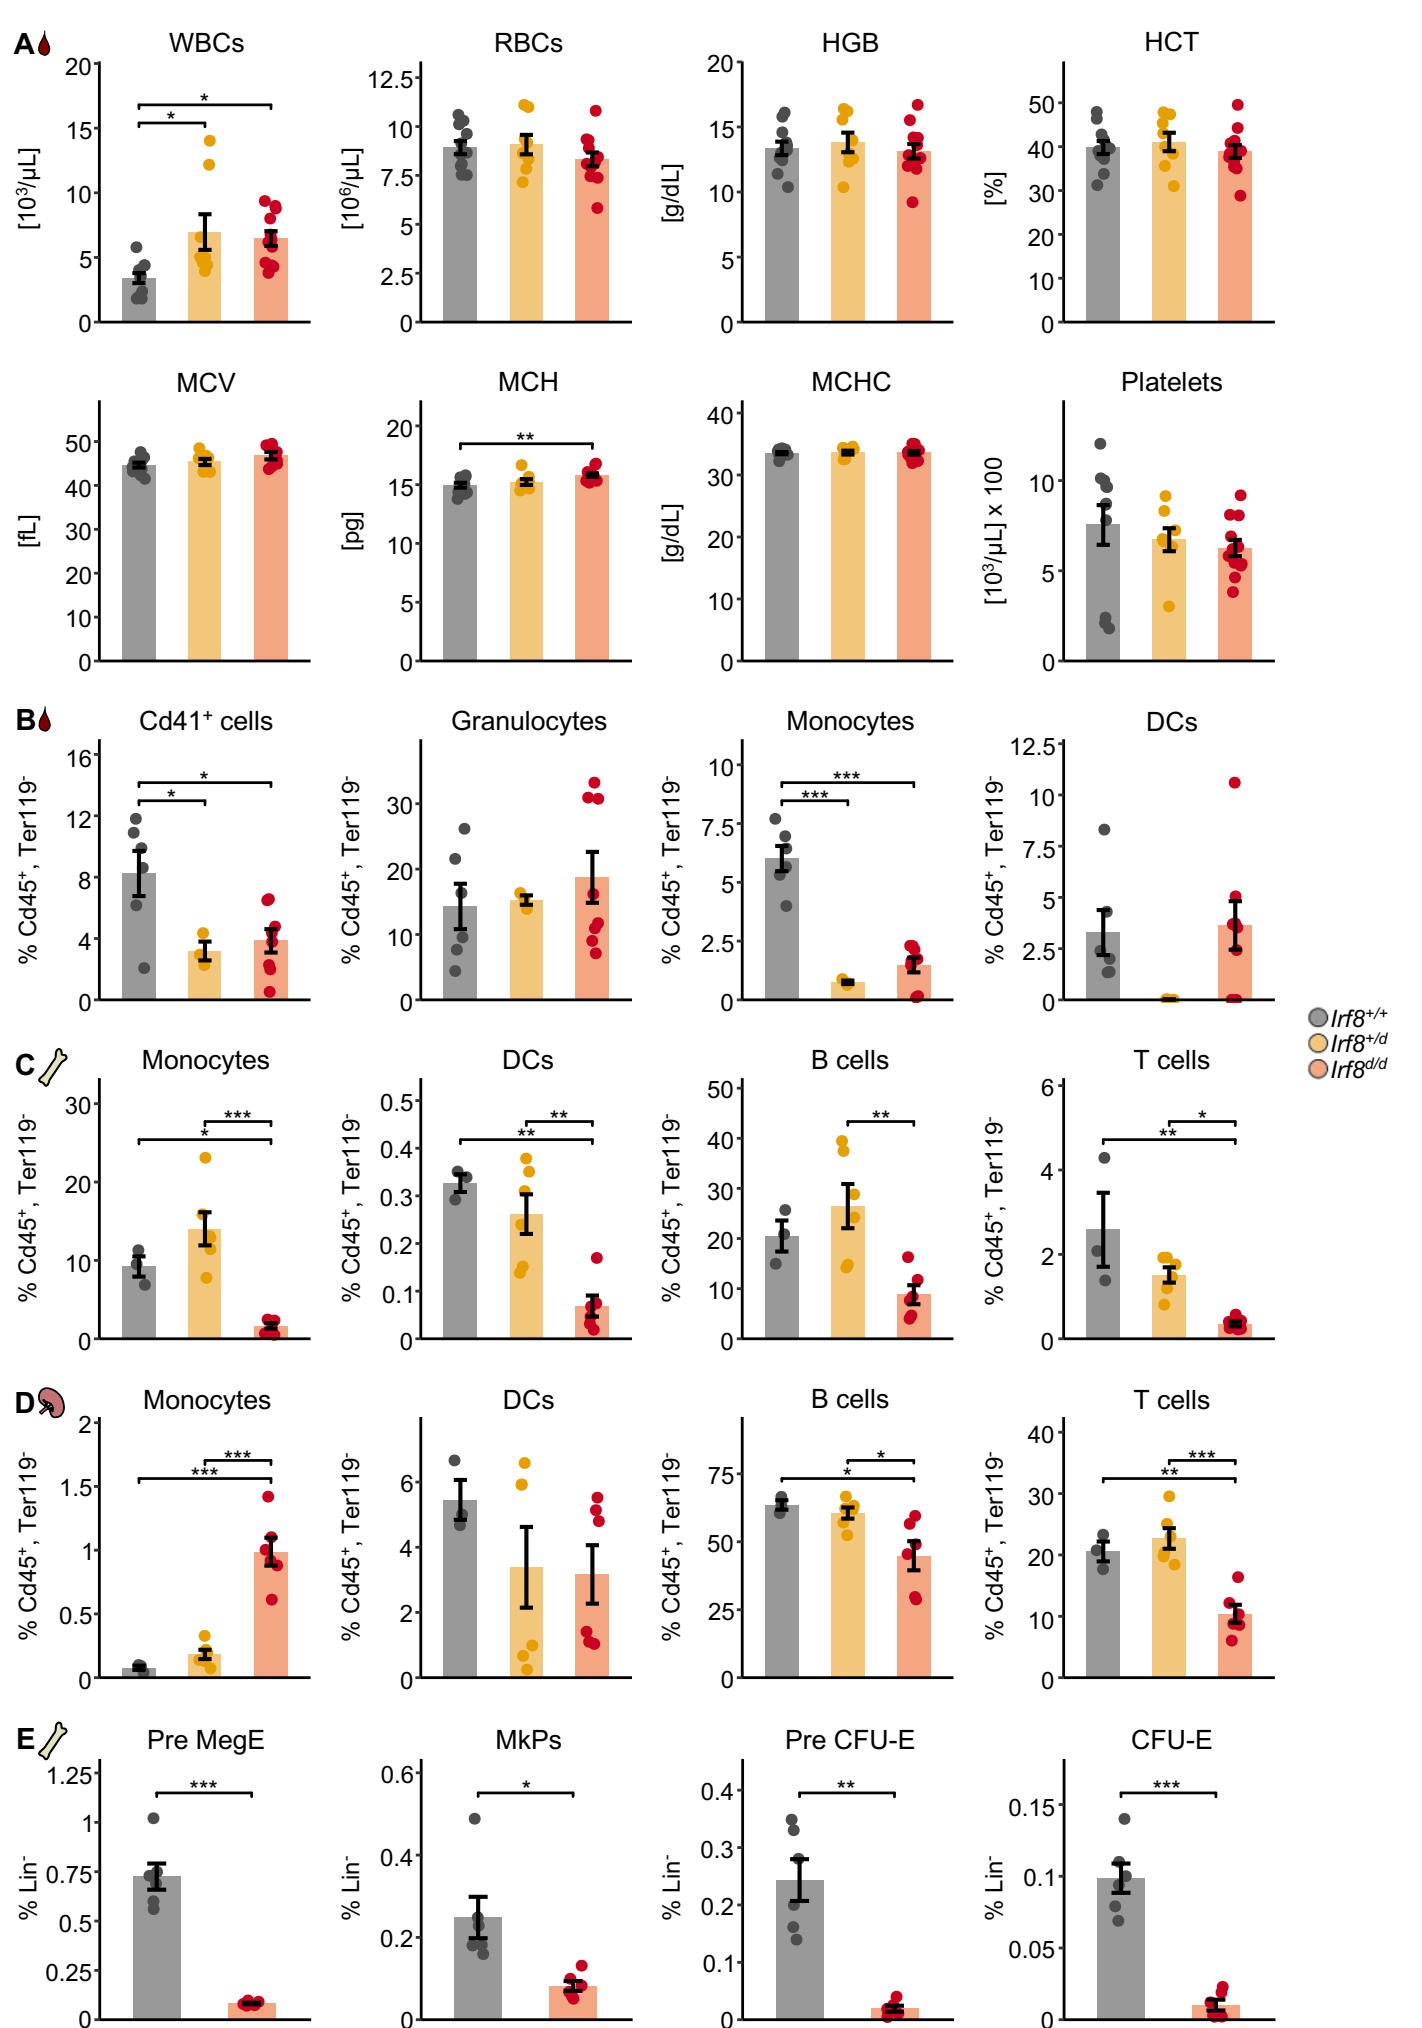 A WBCs RBCs HGB HCT
[10³/µL] 20 15 10 5 0 * *
[10⁶/µL] 12.5 10 7.5 5 2.5 0
[g/dL] 20 15 10 5 0
[%] 50 40 30 20 10 0
MCV MCH MCHC Platelets
[fL] 50 40 30 20 10 0
[pg] 20 15 10 5 0 **
[g/dL] 40 30 20 10 0
[10³/µL] x 100 10 5 0
B Cd41⁺ cells Granulocytes Monocytes DCs
% Cd45⁺, Ter119⁻ 16 12 8 4 0 * *
% Cd45⁺, Ter119⁻ 30 20 10 0
% Cd45⁺, Ter119⁻ 10 7.5 5 2.5 0 *** ***
% Cd45⁺, Ter119⁻ 12.5 10 7.5 5 2.5 0
Irf8⁺/⁺
Irf8⁺/ᵈ
Irf8ᵈ/ᵈ
C Monocytes DCs B cells T cells
% Cd45⁺, Ter119⁻ 30 20 10 0 *** *
% Cd45⁺, Ter119⁻ 0.5 0.4 0.3 0.2 0.1 0 ** **
% Cd45⁺, Ter119⁻ 50 40 30 20 10 0 **
% Cd45⁺, Ter119⁻ 6 4 2 0 * **
D Monocytes DCs B cells T cells
% Cd45⁺, Ter119⁻ 2 1.5 1 0.5 0 *** ***
% Cd45⁺, Ter119⁻ 6 4 2 0
% Cd45⁺, Ter119⁻ 75 50 25 0 * *
% Cd45⁺, Ter119⁻ 40 30 20 10 0 *** **
E Pre MegE MkPs Pre CFU-E CFU-E
% Lin⁻ 1.25 1 0.75 0.5 0.25 0 ***
% Lin⁻ 0.6 0.4 0.2 0 *
% Lin⁻ 0.4 0.3 0.2 0.1 0 **
% Lin⁻ 0.15 0.1 0.05 0 ***